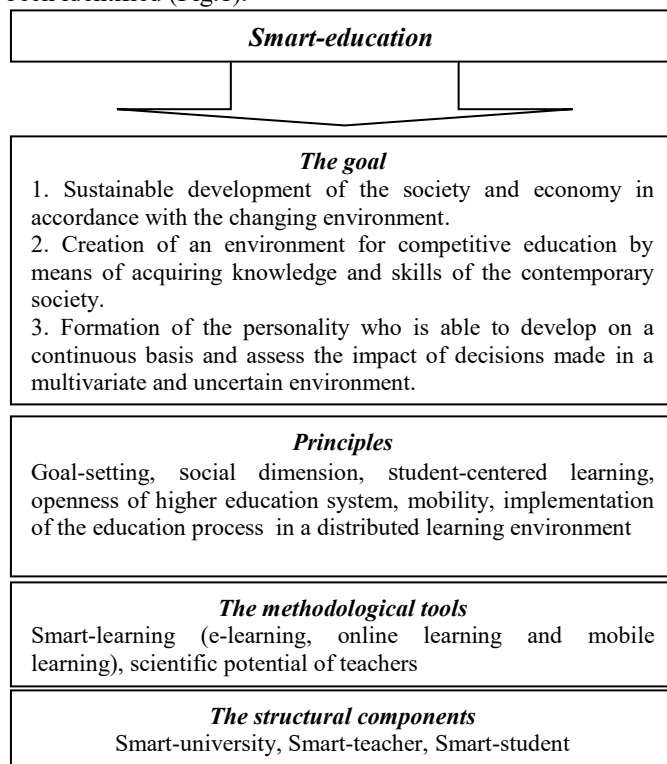 Smart-education
The goal
1. Sustainable development of the society and economy in
accordance with the changing environment.
2. Creation of an environment for competitive education by
means of acquiring knowledge and skills of the contemporary
society.
3. Formation of the personality who is able to develop on a
continuous basis and assess the impact of decisions made in a
multivariate and uncertain environment.
Principles
Goal-setting, social dimension, student-centered learning,
openness of higher education system, mobility, implementation
of the education process in a distributed learning environment
The methodological tools
Smart-learning (e-learning, online learning and mobile
learning), scientific potential of teachers
The structural components
Smart-university, Smart-teacher, Smart-student